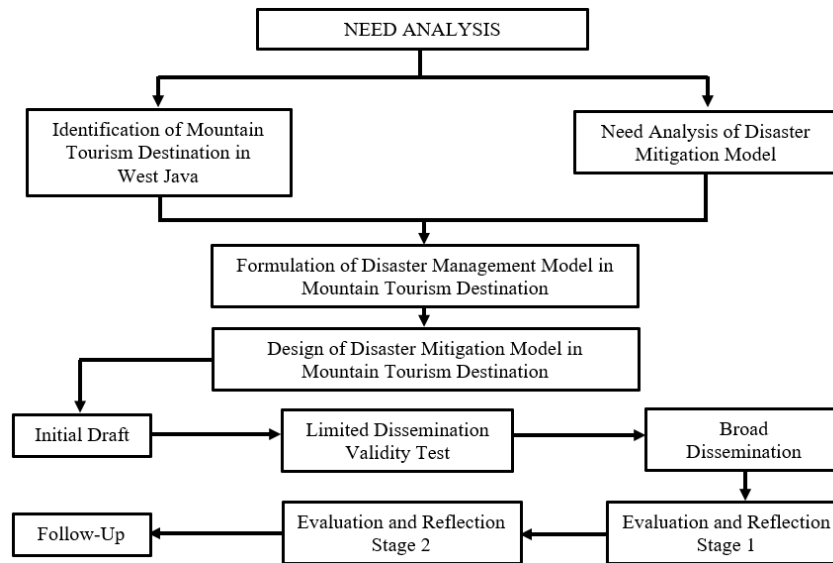 NEED ANALYSIS
Identification of Mountain
Tourism Destination in
West Java
Need Analysis of Disaster
Mitigation Model
Formulation of Disaster Management Model in
Mountain Tourism Destination
Design of Disaster Mitigation Model in
Mountain Tourism Destination
Initial Draft
Limited Dissemination
Validity Test
Broad
Dissemination
Follow-Up
Evaluation and Reflection
Stage 2
Evaluation and Reflection
Stage 1